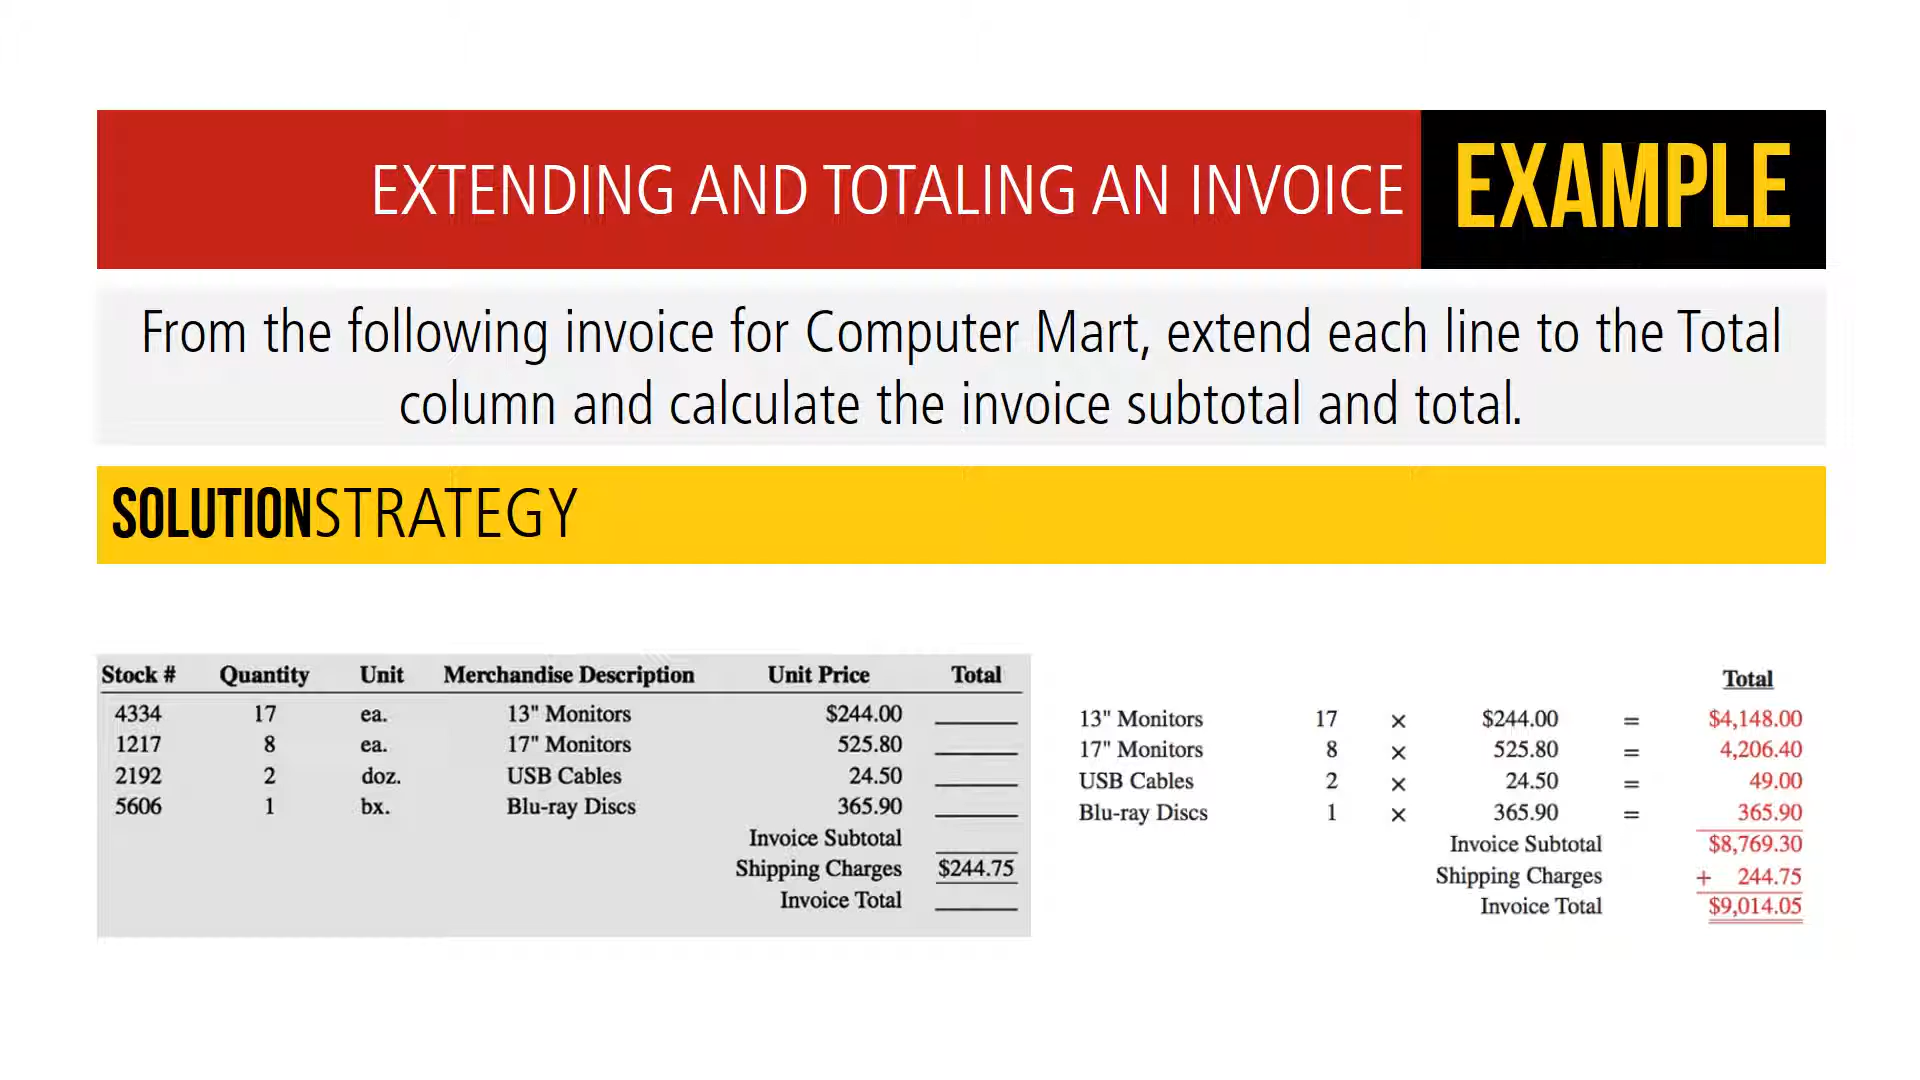 EXTENDING AND TOTALING AN INVOICE EXAMPLE
From the following invoice for Computer Mart, extend each line to the Total
column and calculate the invoice subtotal and total.
SOLUTIONSTRATEGY
Stock # Quantity Unit Merchandise Description Unit Price Total
4334 17 ea. 13" Monitors $244.00
1217 8 ea. 17" Monitors 525.80
2192 2 doz. USB Cables 24.50
5606 1 bx. Blu-ray Discs 365.90
Invoice Subtotal
Shipping Charges $244.75
Invoice Total
Total
13" Monitors 17 × $244.00 = $4,148.00
17" Monitors 8 × 525.80 = 4,206.40
USB Cables 2 × 24.50 = 49.00
Blu-ray Discs 1 × 365.90 = 365.90
Invoice Subtotal $8,769.30
Shipping Charges + 244.75
Invoice Total $9,014.05